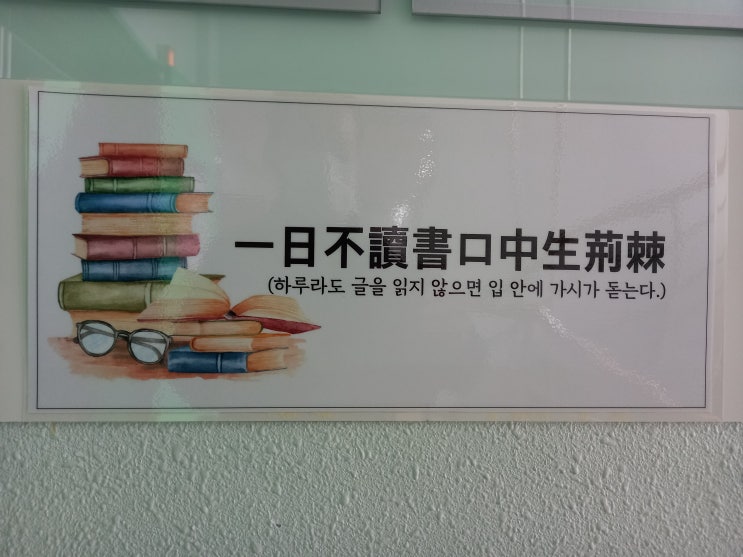 一日不讀書口中生荊棘
(하루라도 글을 읽지 않으면 입 안에 가시가 돋는다.)